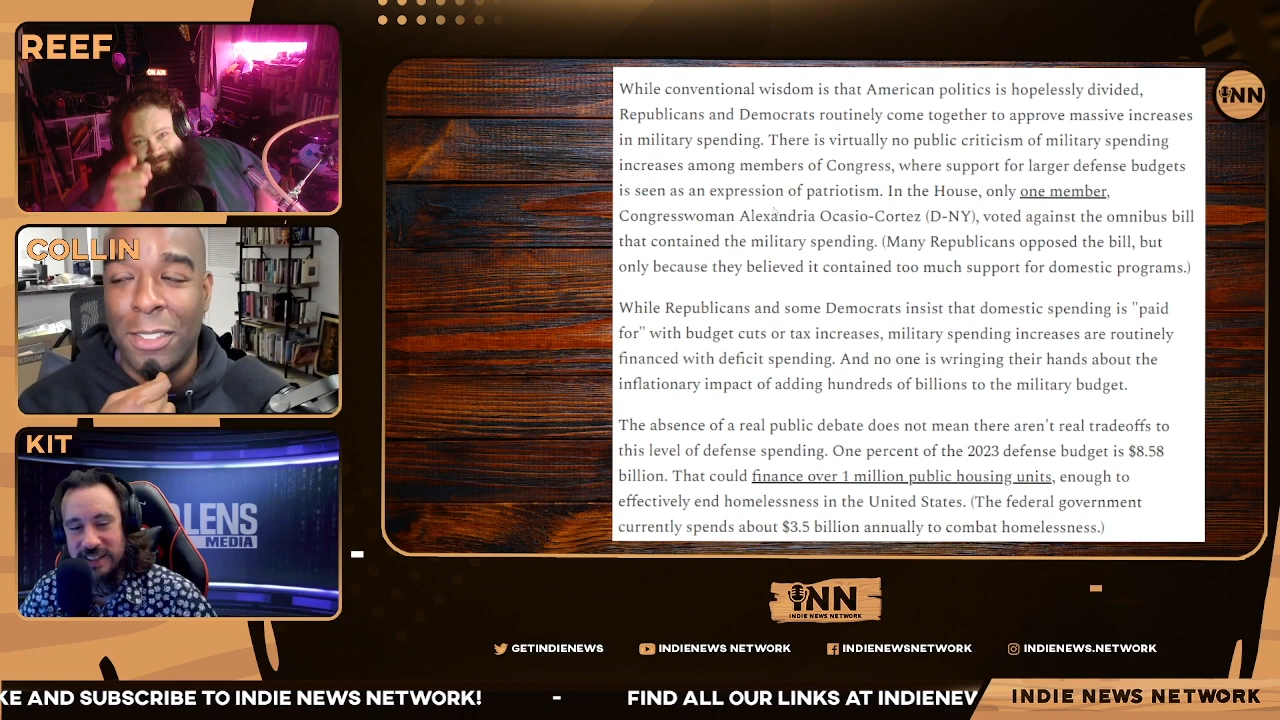 REEF
ON AIR
COLLIN
KIT
LENS
MEDIA
While conventional wisdom is that American politics is hopelessly divided,
Republicans and Democrats routinely come together to approve massive increases
in military spending. There is virtually no public criticism of military spending
increases among members of Congress, where support for larger defense budgets
is seen as an expression of patriotism. In the House, only one member,
Congresswoman Alexandria Ocasio-Cortez (D-NY), voted against the omnibus bill
that contained the military spending. (Many Republicans opposed the bill, but
only because they believed it contained too much support for domestic programs.)
While Republicans and some Democrats insist that domestic spending is "paid
for" with budget cuts or tax increases, military spending increases are routinely
financed with deficit spending. And no one is wringing their hands about the
inflationary impact of adding hundreds of billions to the military budget.
The absence of a real public debate does not mean there aren't real tradeoffs to
this level of defense spending. One percent of the 2023 defense budget is $8.58
billion. That could finance over 1 million public housing units, enough to
effectively end homelessness in the United States. (The federal government
currently spends about $3.5 billion annually to combat homelessness.)
INN
INN
INDIE NEWS NETWORK
GETINDIENEWS
INDIENEWS NETWORK
INDIENEWSNETWORK
INDIENEWS.NETWORK
KE AND SUBSCRIBE TO INDIE NEWS NETWORK! - FIND ALL OUR LINKS AT INDIENEV
INDIE NEWS NETWORK